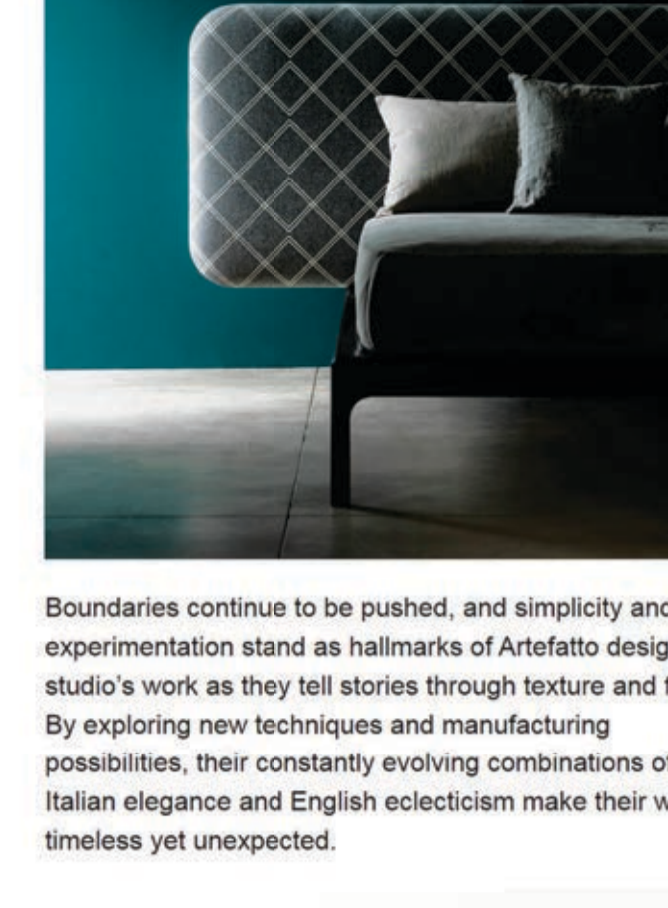 Boundaries continue to be pushed, and simplicity and
experimentation stand as hallmarks of Artefatto
studio's work as they tell stories through texture and
By exploring new techniques and manufacturing
possibilities, their constantly evolving combinations
Italian elegance and English eclecticism make their
timeless yet unexpected.